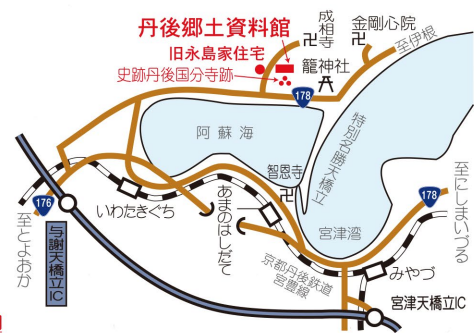 丹後郷土資料館
旧永島家住宅
史跡丹後国分寺跡
成相寺
金剛心院
至伊根
籠神社
178
阿蘇海
特別名勝天橋立
智恩寺
至にしまいづる
178
176
至とよおか
いわたきぐち
あまのはしだて
宮津湾
与謝天橋立IC
京都丹後鉄道
宮豊線
みやづ
宮津天橋立IC